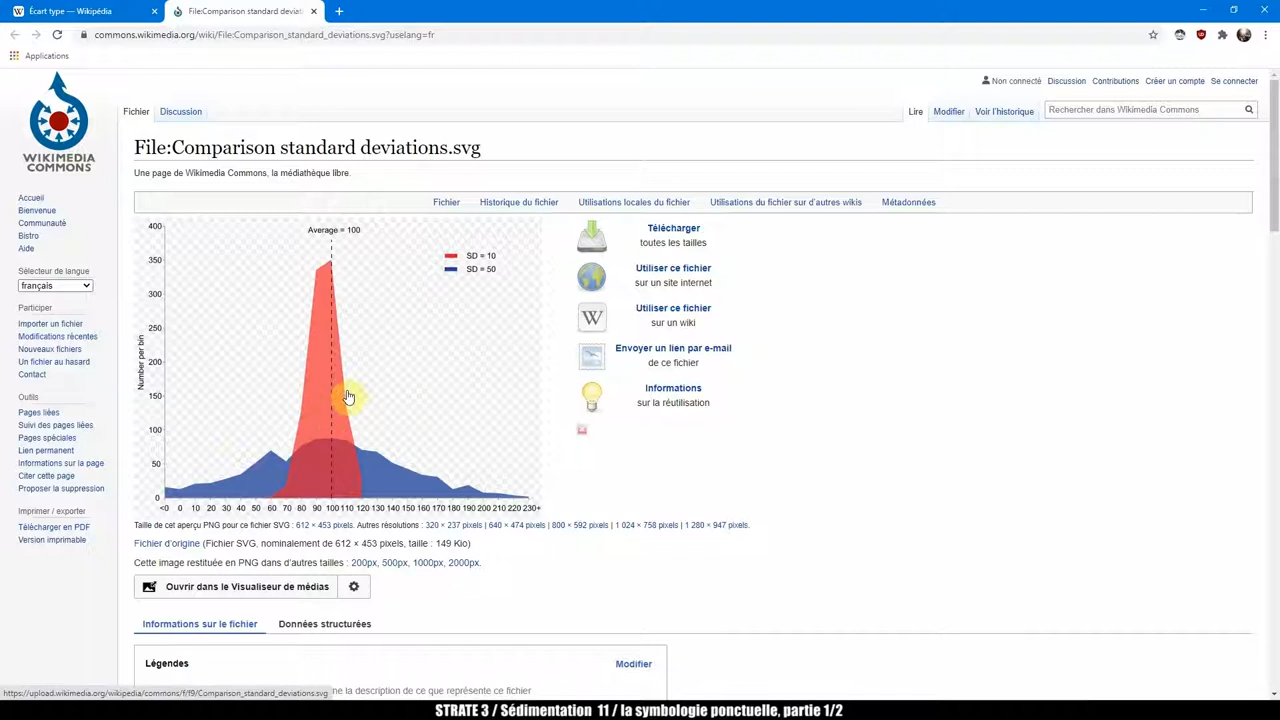 Écart type — Wikipédia
File:Comparison standard deviati
commons.wikimedia.org/wiki/File:Comparison_standard_deviations.svg?uselang=fr
Applications
Non connecté Discussion Contributions Créer un compte Se connecter
Fichier Discussion Lire Modifier Voir l'historique Rechercher dans Wikimedia Commons
WIKIMEDIA
COMMONS
File:Comparison standard deviations.svg
Une page de Wikimedia Commons, la médiathèque libre.
Accueil
Bienvenue
Communauté
Bistro
Aide
Sélecteur de langue
français
Participer
Importer un fichier
Modifications récentes
Nouveaux fichiers
Un fichier au hasard
Contact
Outils
Pages liées
Suivi des pages liées
Pages spéciales
Lien permanent
Informations sur la page
Citer cette page
Proposer la suppression
Imprimer / exporter
Télécharger en PDF
Version imprimable
Fichier Historique du fichier Utilisations locales du fichier Utilisations du fichier sur d'autres wikis Métadonnées
Average = 100
SD = 10
SD = 50
Number per bin
400
350
300
250
200
150
100
50
0
<0 0 10 20 30 40 50 60 70 80 90 100 110 120 130 140 150 160 170 180 190 200 210 220 230+
Télécharger
toutes les tailles
Utiliser ce fichier
sur un site internet
W
Utiliser ce fichier
sur un wiki
Envoyer un lien par e-mail
de ce fichier
Informations
sur la réutilisation
Taille de cet aperçu PNG pour ce fichier SVG : 612 × 453 pixels. Autres résolutions : 320 × 237 pixels | 640 × 474 pixels | 800 × 592 pixels | 1 024 × 758 pixels | 1 280 × 947 pixels.
Fichier d'origine (Fichier SVG, nominalement de 612 × 453 pixels, taille : 149 Kio)
Cette image restituée en PNG dans d'autres tailles : 200px, 500px, 1000px, 2000px.
Ouvrir dans le Visualiseur de médias
Informations sur le fichier Données structurées
Légendes Modifier
ne la description de ce que représente ce fichier
https://upload.wikimedia.org/wikipedia/commons/f/f9/Comparison_standard_deviations.svg
STRATE 3 / Sédimentation 11 / la symbologie ponctuelle, partie 1/2